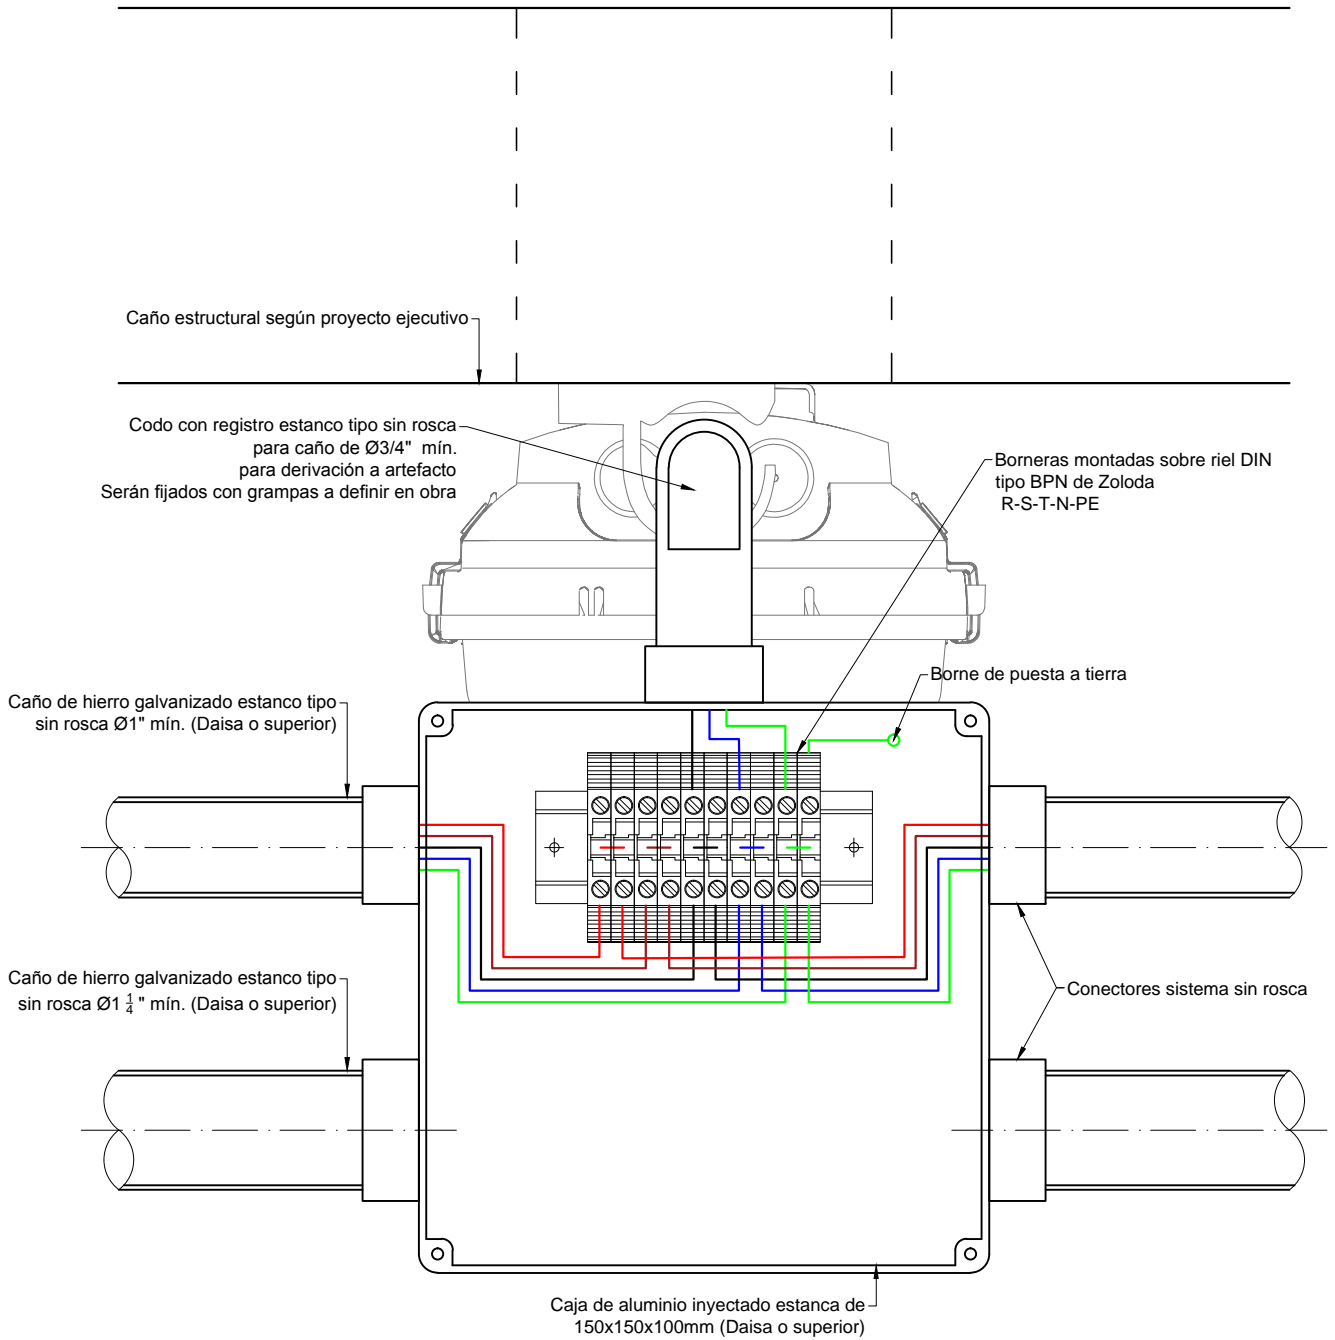 Caño estructural según proyecto ejecutivo
Codo con registro estanco tipo sin rosca
para caño de Ø3/4" mín.
para derivación a artefacto
Serán fijados con grampas a definir en obra
Borneras montadas sobre riel DIN
tipo BPN de Zoloda
R-S-T-N-PE
Borne de puesta a tierra
Caño de hierro galvanizado estanco tipo
sin rosca Ø1" mín. (Daisa o superior)
Caño de hierro galvanizado estanco tipo
sin rosca Ø1 1/4" mín. (Daisa o superior)
Conectores sistema sin rosca
Caja de aluminio inyectado estanca de
150x150x100mm (Daisa o superior)